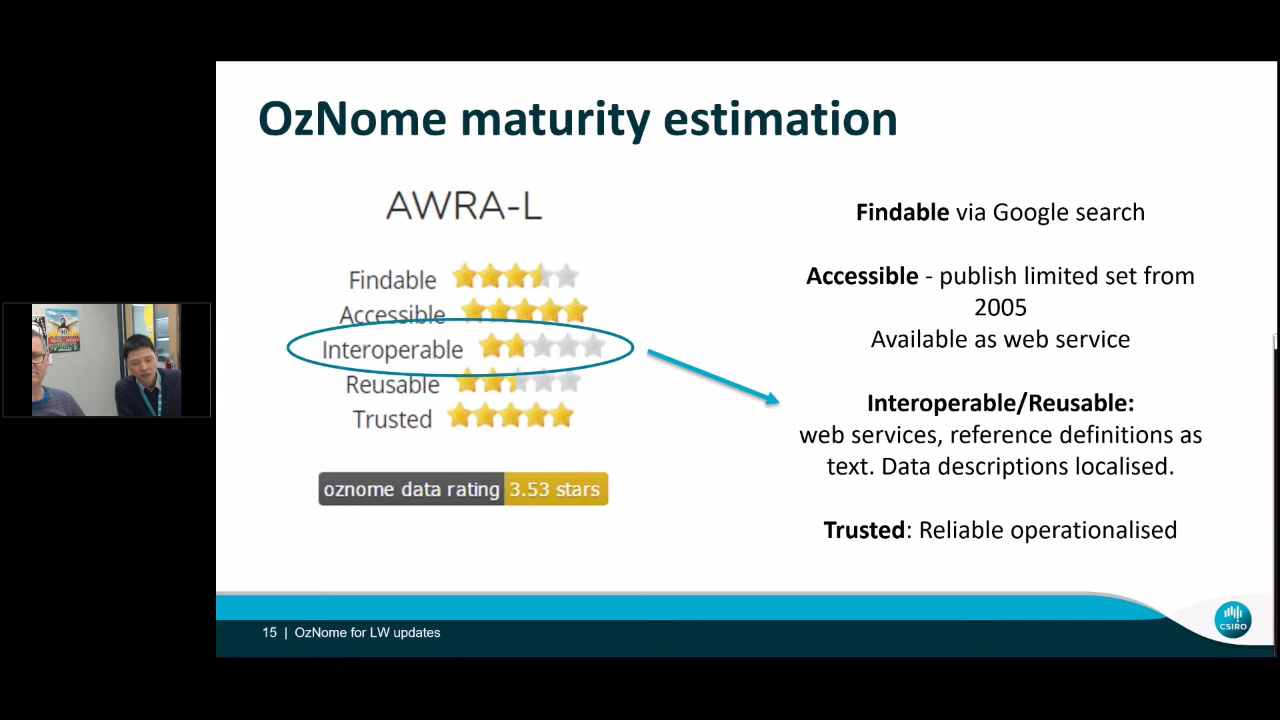 OzNome maturity estimation
AWRA-L
Findable
Accessible
Interoperable
Reusable
Trusted
oznome data rating 3.53 stars
Findable via Google search
Accessible - publish limited set from
2005
Available as web service
Interoperable/Reusable:
web services, reference definitions as
text. Data descriptions localised.
Trusted: Reliable operationalised
15 | OzNome for LW updates
CSIRO